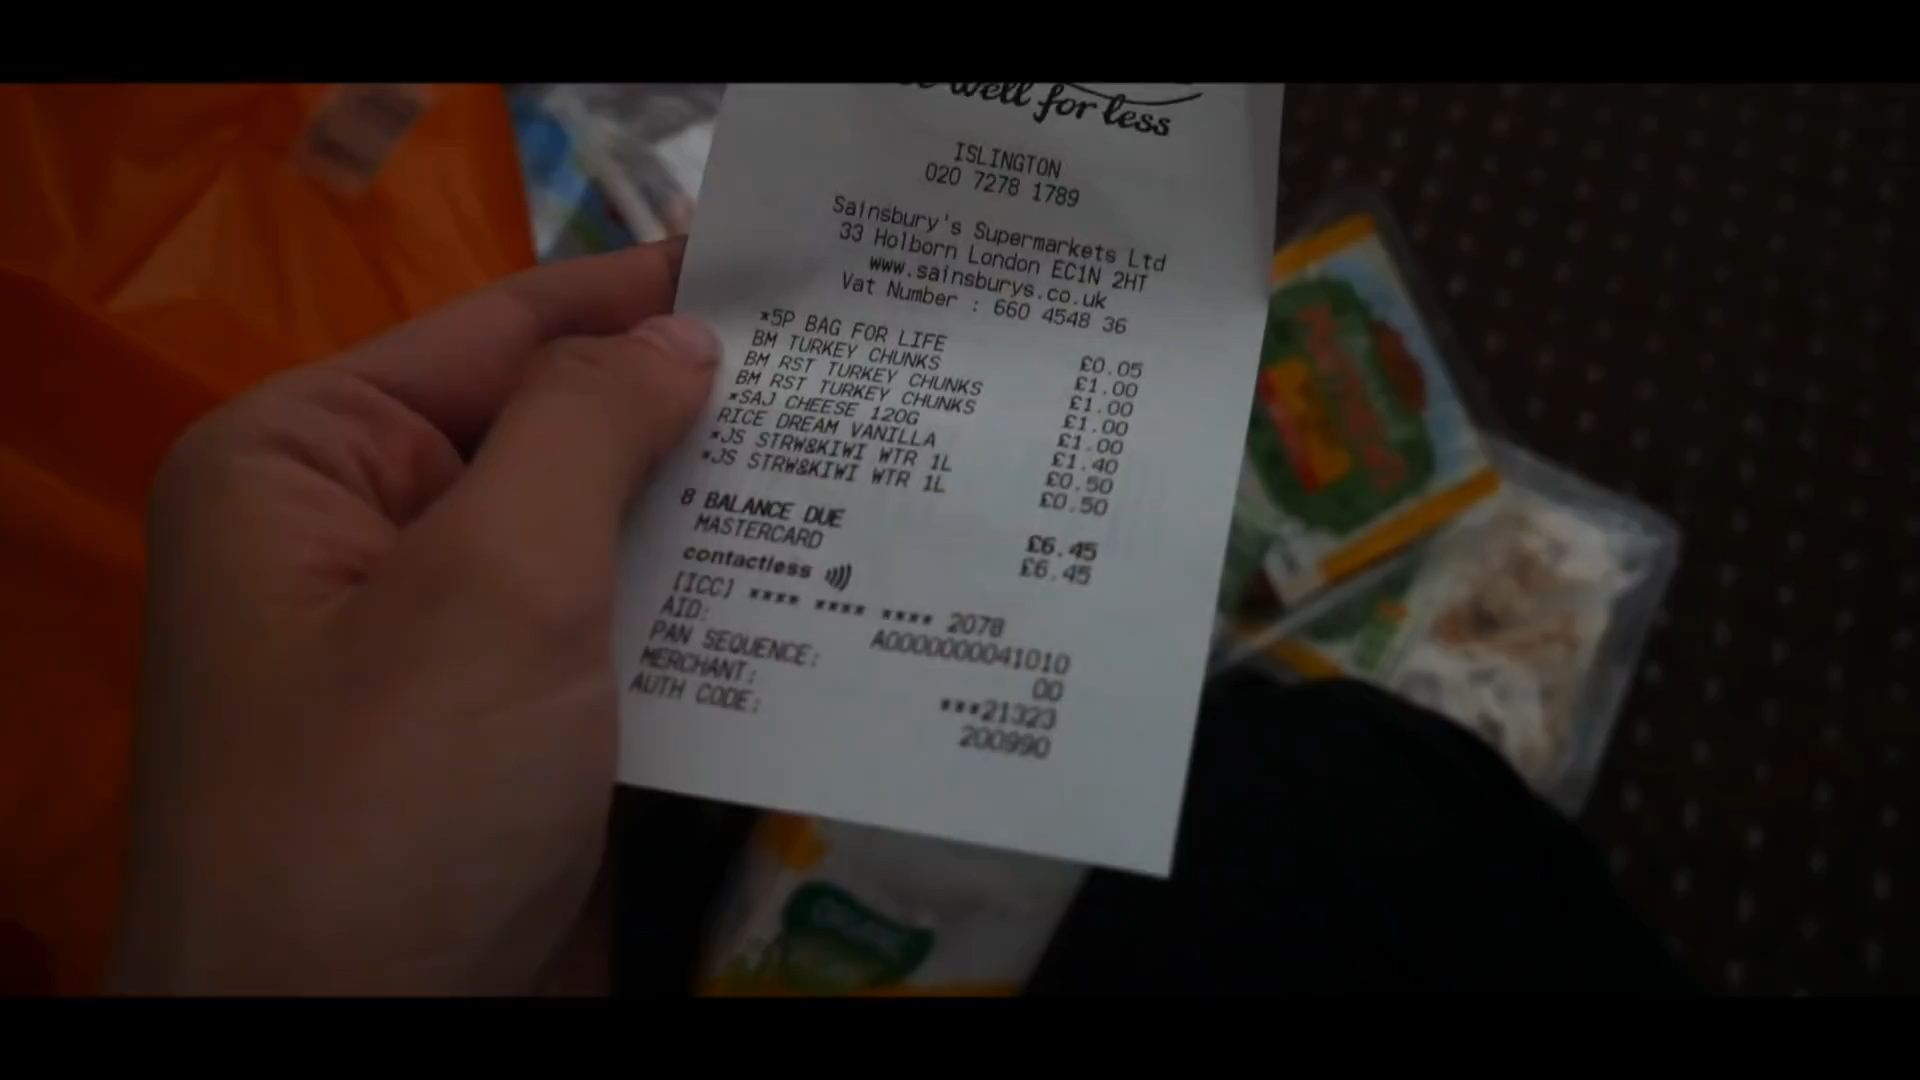 well for less
ISLINGTON
020 7278 1789
Sainsbury's Supermarkets Ltd
33 Holborn London EC1N 2HT
www.sainsburys.co.uk
Vat Number : 660 4548 36
*5P BAG FOR LIFE £0.05
BM TURKEY CHUNKS £1.00
BM RST TURKEY CHUNKS £1.00
BM RST TURKEY CHUNKS £1.00
*SAJ CHEESE 120G £1.00
RICE DREAM VANILLA £1.40
*JS STRW&KIWI WTR 1L £0.50
*JS STRW&KIWI WTR 1L £0.50
8 BALANCE DUE £6.45
MASTERCARD £6.45
contactless
[ICC] **** **** **** 2078
AID: A0000000041010
PAN SEQUENCE: 00
MERCHANT: ***21323
AUTH CODE: 200990